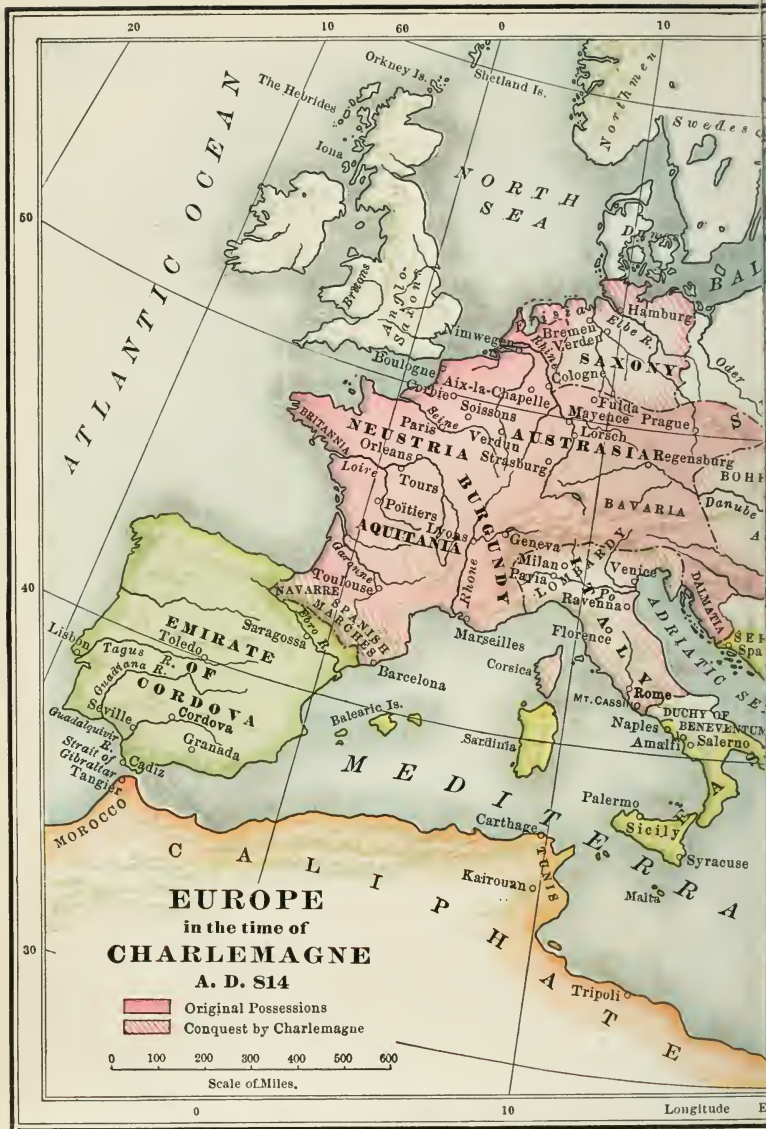 20
10
60
0
10
Orkney Is.
Shetland Is.
The Hebrides
Iona
Northmen
Swedes
50
ATLANTIC OCEAN
NORTH
SEA
Britons
Anglo-
Saxons
BAL
Hamburg
Frisia
Bremen
Elbe R.
Verden
Nimwegen
Rhine
SAXONY
Oder
Boulogne
Cologne
Aix-la-Chapelle
Corbie
Fulda
Soissons
Mayence
Prague
S
BRITANNIA
Seine
NEUSTRIA
Paris
Verdun
AUSTRASIA
Lorsch
Regensburg
Orleans
Strasburg
BOHE
Loire
Tours
BURGUNDY
Danube
Poïtiers
BAVARIA
A
Lyons
AQUITANIA
Geneva
Garonne
Milano
LOMBARDY
Venice
Toulouse
Rhone
Pavia
Po
DALMATIA
40
NAVARRE
SPANISH
MARCHES
Ravenna
ITALY
Marseilles
Florence
ADRIATIC SE
SER
Spa
Ebro R.
Saragossa
EMIRATE
OF
CORDOVA
Lisbon
Tagus R.
Toledo
Guadiana R.
Barcelona
Corsica
Rome
MT. CASSINO
DUCHY OF
BENEVENTUM
Seville
Cordova
Balearic Is.
Naples
Guadalquivir
R.
Sardinia
Amalfi
Salerno
Granada
Strait of
Gibraltar
Cadiz
Tangier
MEDITERRA
MOROCCO
Palermo
Carthage
Sicily
CALIPHATE
TUNIS
Syracuse
Kairouan
Malta
EUROPE
in the time of
CHARLEMAGNE
A. D. 814
30
Original Possessions
Tripoli
Conquest by Charlemagne
0 100 200 300 400 500 600
Scale of Miles.
0
10
Longitude E